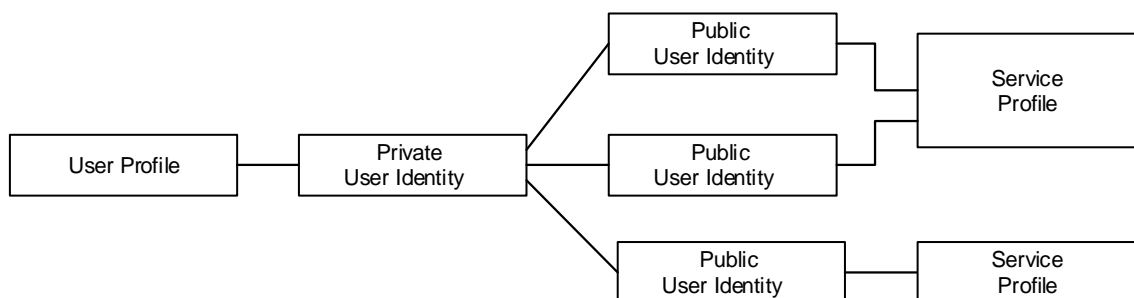 Public
User Identity
Service
Profile
User Profile
Private
User Identity
Public
User Identity
Public
User Identity
Service
Profile